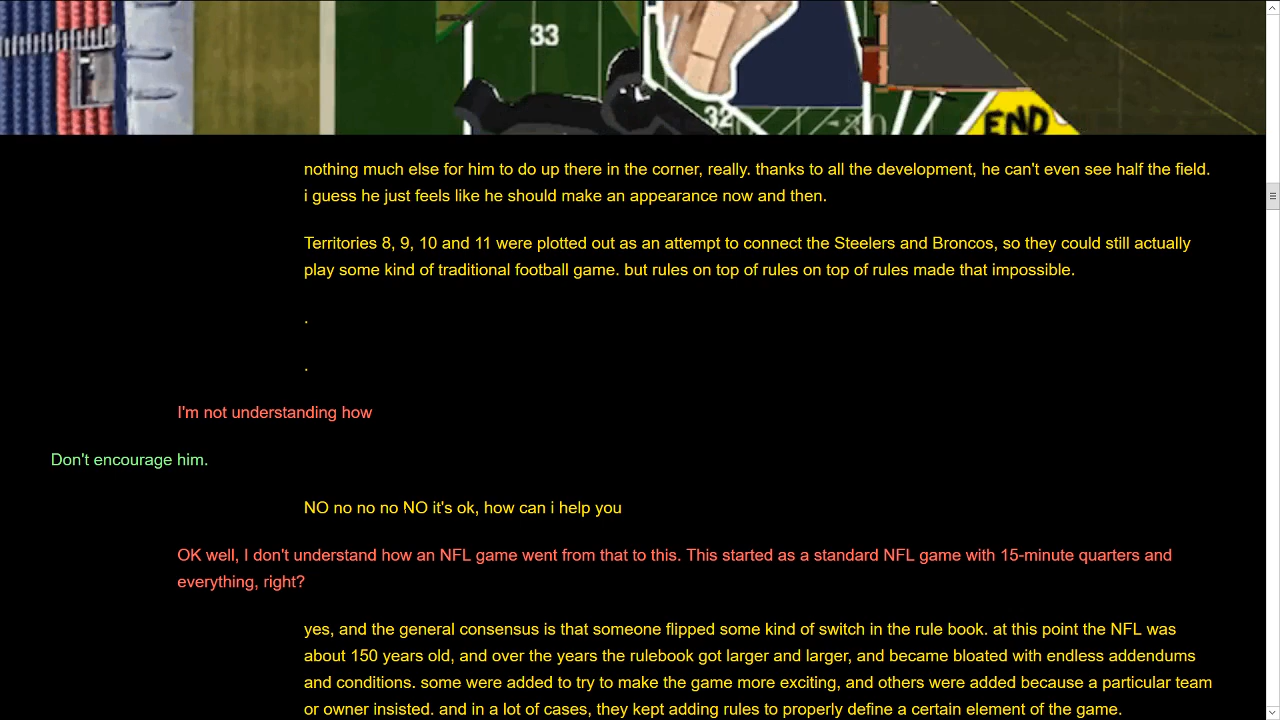 33
32
30
END
nothing much else for him to do up there in the corner, really. thanks to all the development, he can't even see half the field.
i guess he just feels like he should make an appearance now and then.
Territories 8, 9, 10 and 11 were plotted out as an attempt to connect the Steelers and Broncos, so they could still actually
play some kind of traditional football game. but rules on top of rules on top of rules made that impossible.
.
.
I'm not understanding how
Don't encourage him.
NO no no no NO it's ok, how can i help you
OK well, I don't understand how an NFL game went from that to this. This started as a standard NFL game with 15-minute quarters and
everything, right?
yes, and the general consensus is that someone flipped some kind of switch in the rule book. at this point the NFL was
about 150 years old, and over the years the rulebook got larger and larger, and became bloated with endless addendums
and conditions. some were added to try to make the game more exciting, and others were added because a particular team
or owner insisted. and in a lot of cases, they kept adding rules to properly define a certain element of the game.